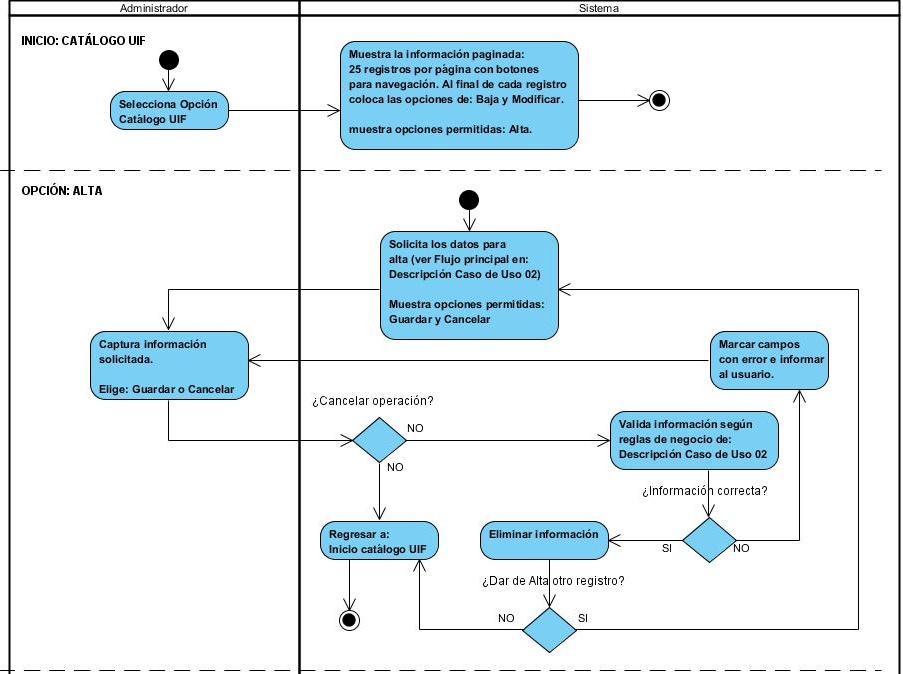 Administrador
Sistema
INICIO: CATÁLOGO UIF
Selecciona Opción
Catálogo UIF
Muestra la información paginada:
25 registros por página con botones
para navegación. Al final de cada registro
coloca las opciones de: Baja y Modificar.
muestra opciones permitidas: Alta.
OPCIÓN: ALTA
Solicita los datos para
alta (ver Flujo principal en:
Descripción Caso de Uso 02)
Muestra opciones permitidas:
Guardar y Cancelar
Captura información
solicitada.
Elige: Guardar o Cancelar
Marcar campos
con error e informar
al usuario.
¿Cancelar operación?
NO
NO
Valida información según
reglas de negocio de:
Descripción Caso de Uso 02
¿Información correcta?
SI
NO
Regresar a:
Inicio catálogo UIF
Eliminar información
¿Dar de Alta otro registro?
NO
SI